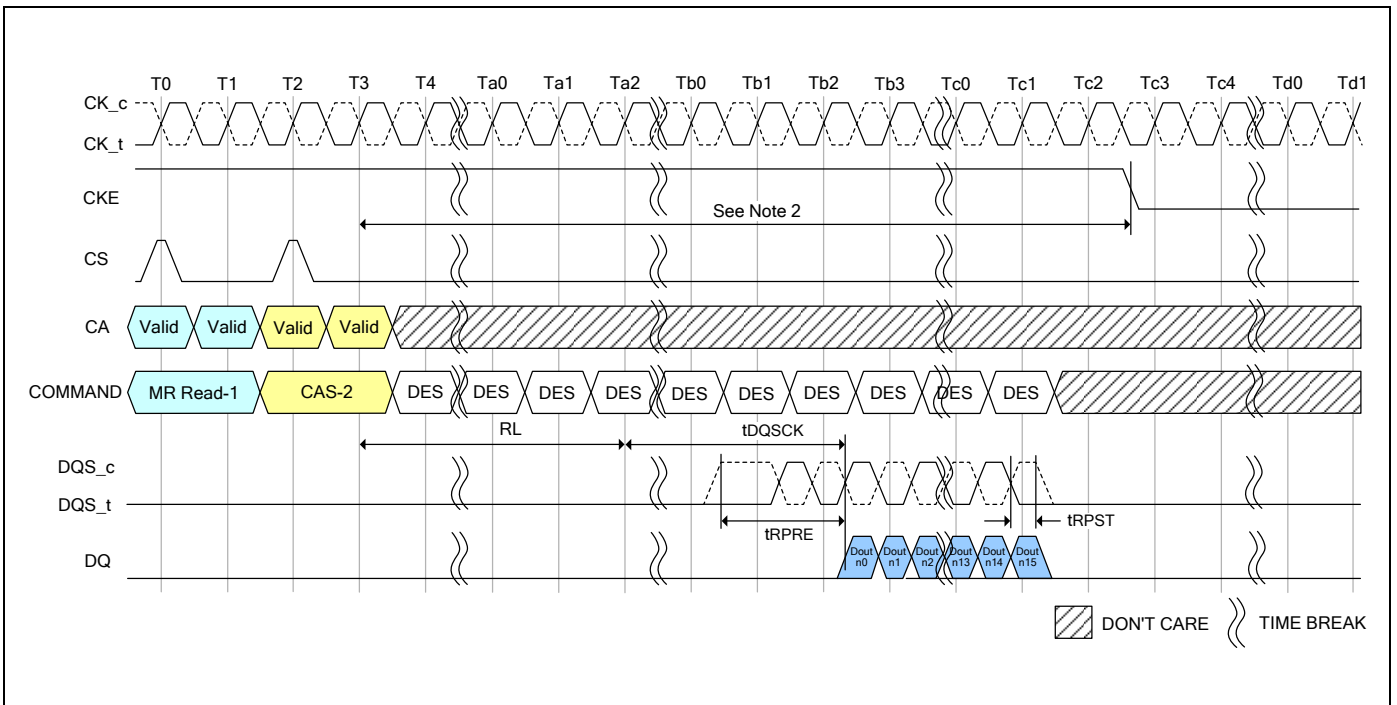 T0 T1 T2 T3 T4 Ta0 Ta1 Ta2 Tb0 Tb1 Tb2 Tb3 Tc0 Tc1 Tc2 Tc3 Tc4 Td0 Td1
CK_c
CK_t
CKE
See Note 2
CS
CA Valid Valid Valid Valid
COMMAND MR Read-1 CAS-2 DES DES DES DES DES DES DES DES DES DES
RL tDQSCK
DQS_c
DQS_t
tRPRE tRPST
DQ Dout n0 Dout n1 Dout n2 Dout n13 Dout n14 Dout n15
DON'T CARE TIME BREAK